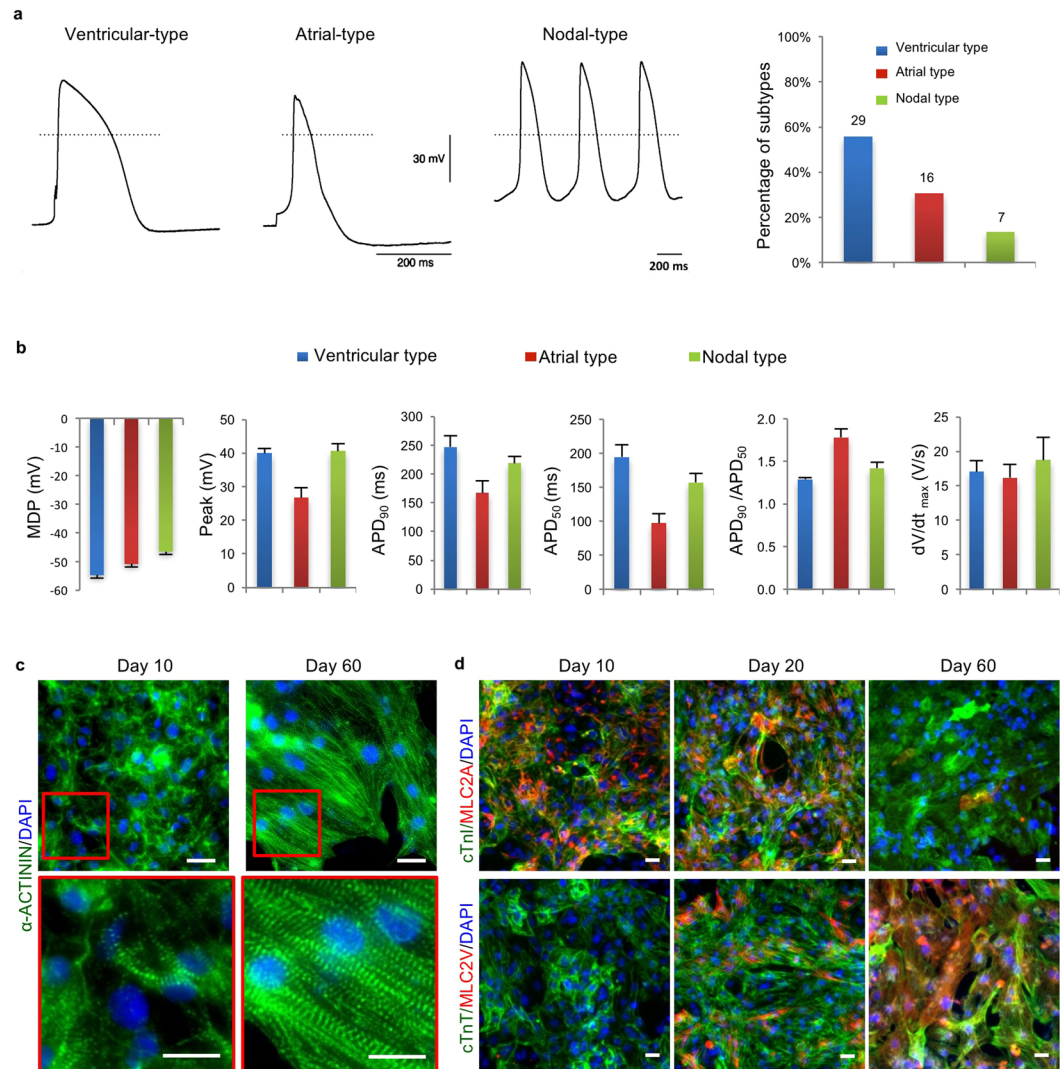 a
Ventricular-type
Atrial-type
Nodal-type
30 mV
200 ms
200 ms
Percentage of subtypes
100%
80%
60%
40%
20%
0%
Ventricular type
Atrial type
Nodal type
29
16
7
b
Ventricular type
Atrial type
Nodal type
MDP (mV)
0
-10
-20
-30
-40
-50
-60
Peak (mV)
50
40
30
20
10
0
APD90 (ms)
300
250
200
150
100
50
0
APD50 (ms)
250
200
150
100
50
0
APD90 /APD50
2.0
1.6
1.2
0.8
0.4
0.0
dV/dt max (V/s)
25
20
15
10
5
0
c
Day 10
Day 60
α-ACTININ/DAPI
d
Day 10
Day 20
Day 60
cTnI/MLC2A/DAPI
cTnT/MLC2V/DAPI